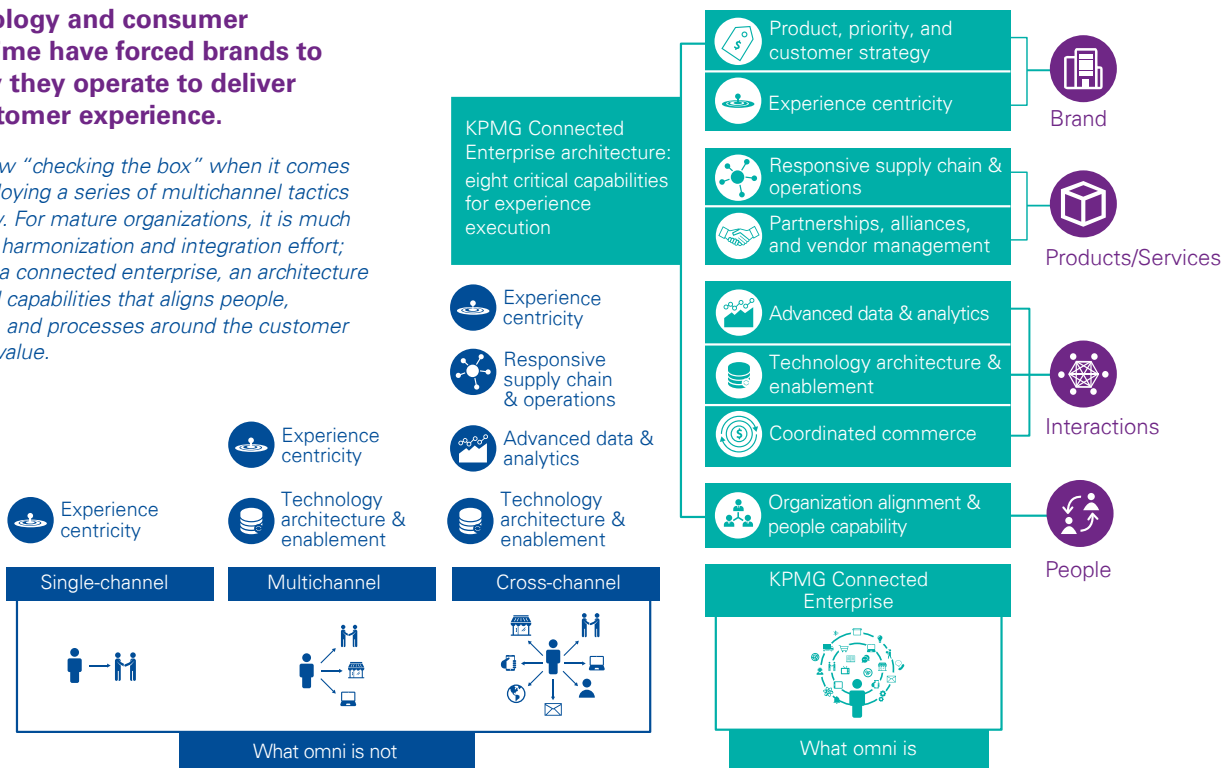 ology and consumer
me have forced brands to
they operate to deliver
tomer experience.
w “checking the box” when it comes
loying a series of multichannel tactics
y. For mature organizations, it is much
harmonization and integration effort;
a connected enterprise, an architecture
capabilities that aligns people,
and processes around the customer
value.
KPMG Connected
Enterprise architecture:
eight critical capabilities
for experience
execution
Product, priority, and
customer strategy
Experience centricity
Brand
Responsive supply chain &
operations
Partnerships, alliances,
and vendor management
Products/Services
Advanced data & analytics
Technology architecture &
enablement
Coordinated commerce
Interactions
Organization alignment &
people capability
People
Experience
centricity
Responsive
supply chain
& operations
Advanced data &
analytics
Technology
architecture &
enablement
Experience
centricity
Technology
architecture &
enablement
Experience
centricity
Single-channel
Multichannel
Cross-channel
KPMG Connected
Enterprise
What omni is not
What omni is